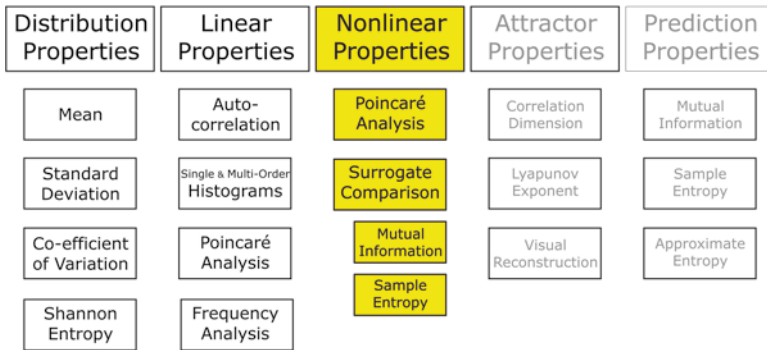 Distribution
Properties
Linear
Properties
Nonlinear
Properties
Attractor
Properties
Prediction
Properties
Mean
Auto-
correlation
Poincaré
Analysis
Correlation
Dimension
Mutual
Information
Standard
Deviation
Single & Multi-Order
Histograms
Surrogate
Comparison
Lyapunov
Exponent
Sample
Entropy
Co-efficient
of Variation
Poincaré
Analysis
Mutual
Information
Visual
Reconstruction
Approximate
Entropy
Shannon
Entropy
Frequency
Analysis
Sample
Entropy